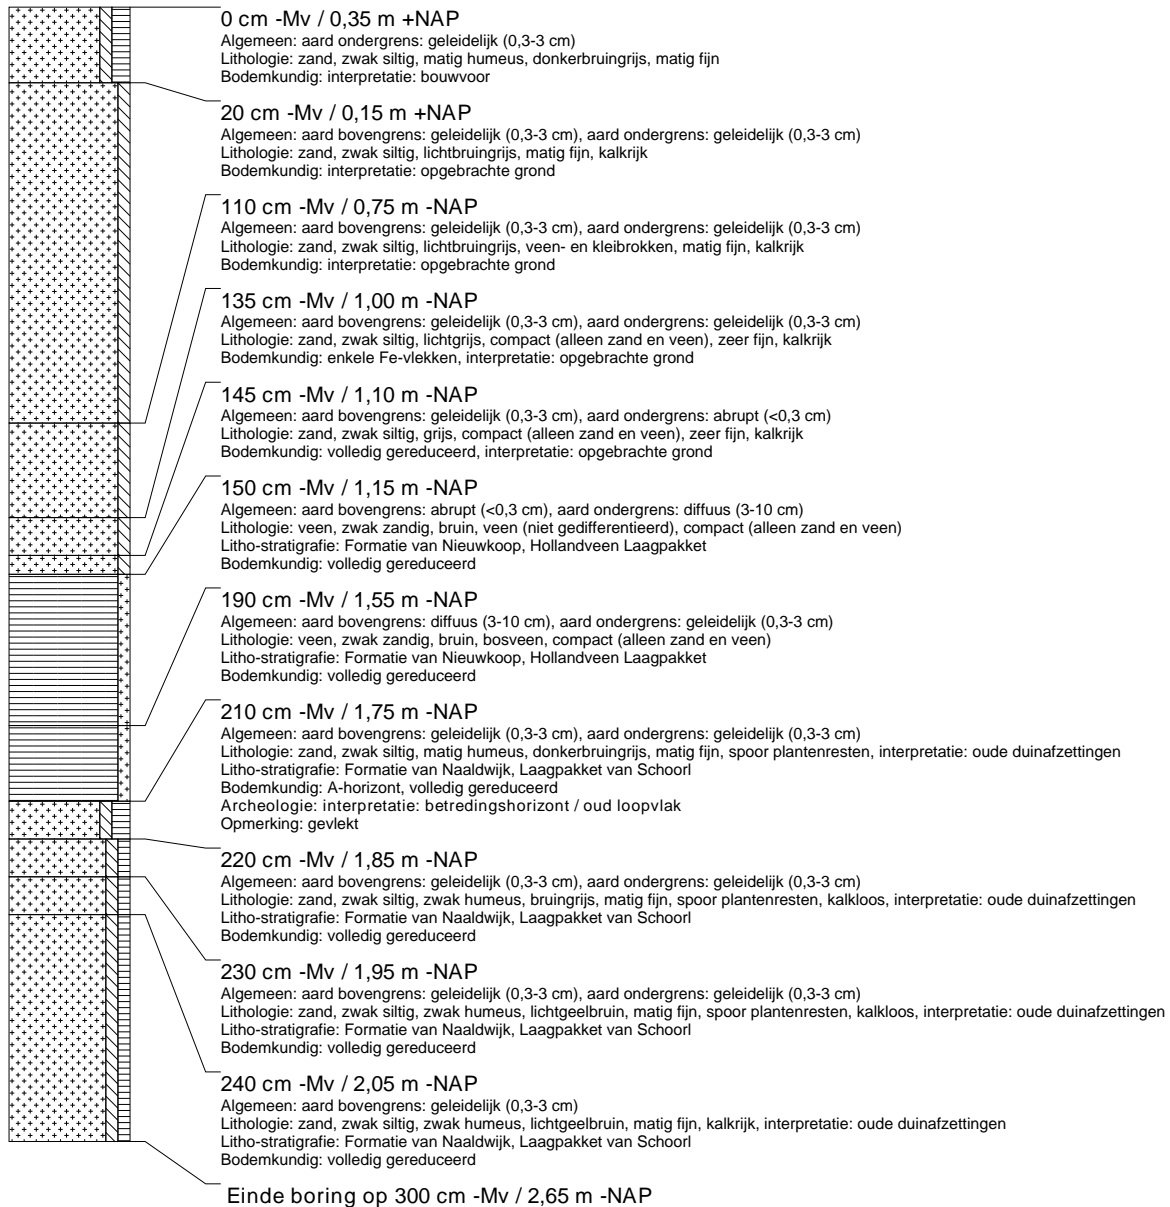 0 cm -Mv / 0,35 m +NAP
Algemeen: aard ondergrens: geleidelijk (0,3-3 cm)
Lithologie: zand, zwak siltig, matig humeus, donkerbruingrijs, matig fijn
Bodemkundig: interpretatie: bouwvoor
20 cm -Mv / 0,15 m +NAP
Algemeen: aard bovengrens: geleidelijk (0,3-3 cm), aard ondergrens: geleidelijk (0,3-3 cm)
Lithologie: zand, zwak siltig, lichtbruingrijs, matig fijn, kalkrijk
Bodemkundig: interpretatie: opgebrachte grond
110 cm -Mv / 0,75 m -NAP
Algemeen: aard bovengrens: geleidelijk (0,3-3 cm), aard ondergrens: geleidelijk (0,3-3 cm)
Lithologie: zand, zwak siltig, lichtbruingrijs, veen- en kleibrokken, matig fijn, kalkrijk
Bodemkundig: interpretatie: opgebrachte grond
135 cm -Mv / 1,00 m -NAP
Algemeen: aard bovengrens: geleidelijk (0,3-3 cm), aard ondergrens: geleidelijk (0,3-3 cm)
Lithologie: zand, zwak siltig, lichtgrijs, compact (alleen zand en veen), zeer fijn, kalkrijk
Bodemkundig: enkele Fe-vlekken, interpretatie: opgebrachte grond
145 cm -Mv / 1,10 m -NAP
Algemeen: aard bovengrens: geleidelijk (0,3-3 cm), aard ondergrens: abrupt (<0,3 cm)
Lithologie: zand, zwak siltig, grijs, compact (alleen zand en veen), zeer fijn, kalkrijk
Bodemkundig: volledig gereduceerd, interpretatie: opgebrachte grond
150 cm -Mv / 1,15 m -NAP
Algemeen: aard bovengrens: abrupt (<0,3 cm), aard ondergrens: diffuus (3-10 cm)
Lithologie: veen, zwak zandig, bruin, veen (niet gedifferentieerd), compact (alleen zand en veen)
Litho-stratigrafie: Formatie van Nieuwkoop, Hollandveen Laagpakket
Bodemkundig: volledig gereduceerd
190 cm -Mv / 1,55 m -NAP
Algemeen: aard bovengrens: diffuus (3-10 cm), aard ondergrens: geleidelijk (0,3-3 cm)
Lithologie: veen, zwak zandig, bruin, bosveen, compact (alleen zand en veen)
Litho-stratigrafie: Formatie van Nieuwkoop, Hollandveen Laagpakket
Bodemkundig: volledig gereduceerd
210 cm -Mv / 1,75 m -NAP
Algemeen: aard bovengrens: geleidelijk (0,3-3 cm), aard ondergrens: geleidelijk (0,3-3 cm)
Lithologie: zand, zwak siltig, matig humeus, donkerbruingrijs, matig fijn, spoor plantenresten, interpretatie: oude duinafzettingen
Litho-stratigrafie: Formatie van Naaldwijk, Laagpakket van Schoorl
Bodemkundig: A-horizont, volledig gereduceerd
Archeologie: interpretatie: betredingshorizont / oud loopvlak
Opmerking: gevlekt
220 cm -Mv / 1,85 m -NAP
Algemeen: aard bovengrens: geleidelijk (0,3-3 cm), aard ondergrens: geleidelijk (0,3-3 cm)
Lithologie: zand, zwak siltig, zwak humeus, bruingrijs, matig fijn, spoor plantenresten, kalkloos, interpretatie: oude duinafzettingen
Litho-stratigrafie: Formatie van Naaldwijk, Laagpakket van Schoorl
Bodemkundig: volledig gereduceerd
230 cm -Mv / 1,95 m -NAP
Algemeen: aard bovengrens: geleidelijk (0,3-3 cm), aard ondergrens: geleidelijk (0,3-3 cm)
Lithologie: zand, zwak siltig, zwak humeus, lichtgeelbruin, matig fijn, spoor plantenresten, kalkloos, interpretatie: oude duinafzettingen
Litho-stratigrafie: Formatie van Naaldwijk, Laagpakket van Schoorl
Bodemkundig: volledig gereduceerd
240 cm -Mv / 2,05 m -NAP
Algemeen: aard bovengrens: geleidelijk (0,3-3 cm)
Lithologie: zand, zwak siltig, zwak humeus, lichtgeelbruin, matig fijn, kalkrijk, interpretatie: oude duinafzettingen
Litho-stratigrafie: Formatie van Naaldwijk, Laagpakket van Schoorl
Bodemkundig: volledig gereduceerd
Einde boring op 300 cm -Mv / 2,65 m -NAP